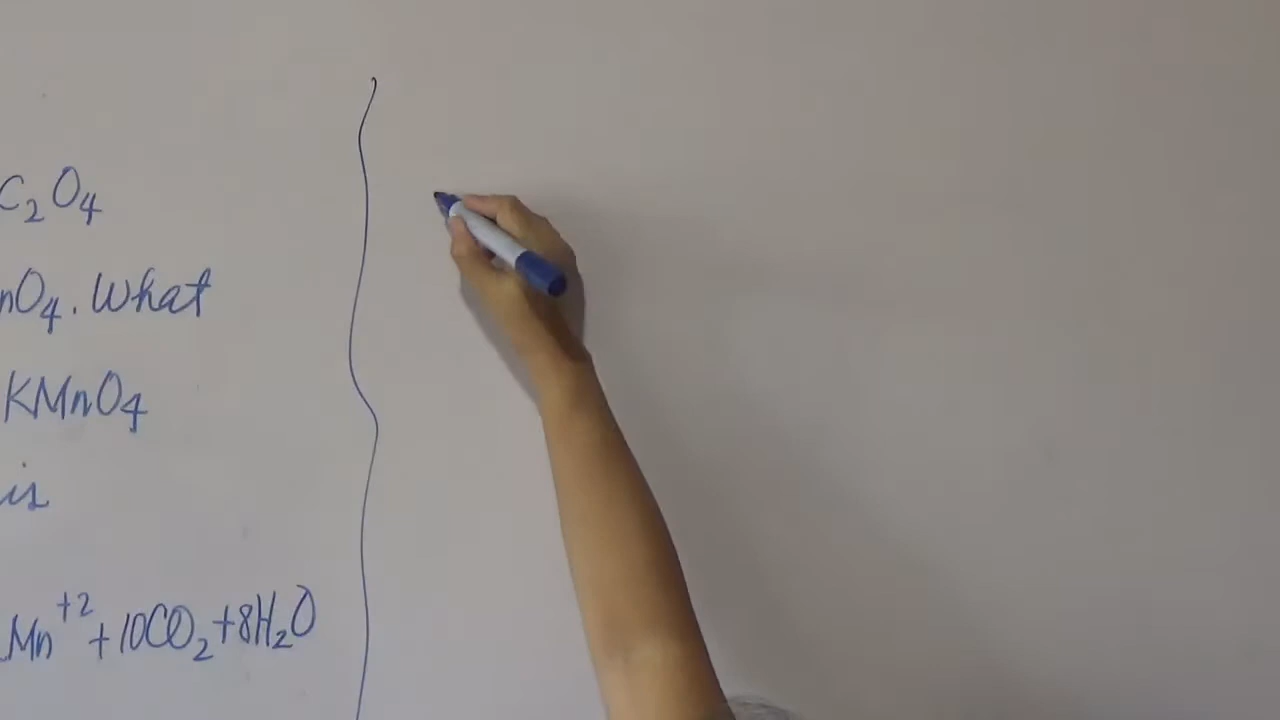 C₂O₄
nO₄. What
KMnO₄
is
Mn⁺² + 10CO₂ + 8H₂O